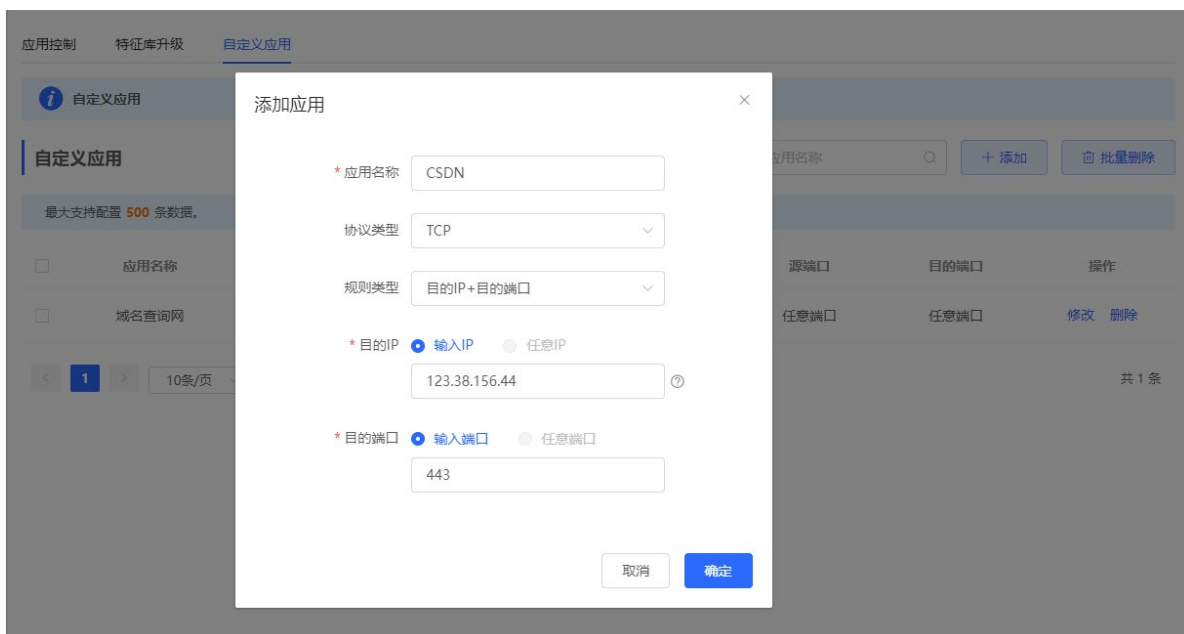 应用控制 特征库升级 自定义应用
自定义应用
自定义应用
应用名称 + 添加 批量删除
最大支持配置 500 条数据。
应用名称 源端口 目的端口 操作
域名查询网 任意端口 任意端口 修改 删除
< 1 > 10条/页 共 1 条
添加应用
* 应用名称 CSDN
协议类型 TCP
规则类型 目的IP+目的端口
* 目的IP 输入IP 任意IP
123.38.156.44
* 目的端口 输入端口 任意端口
443
取消 确定